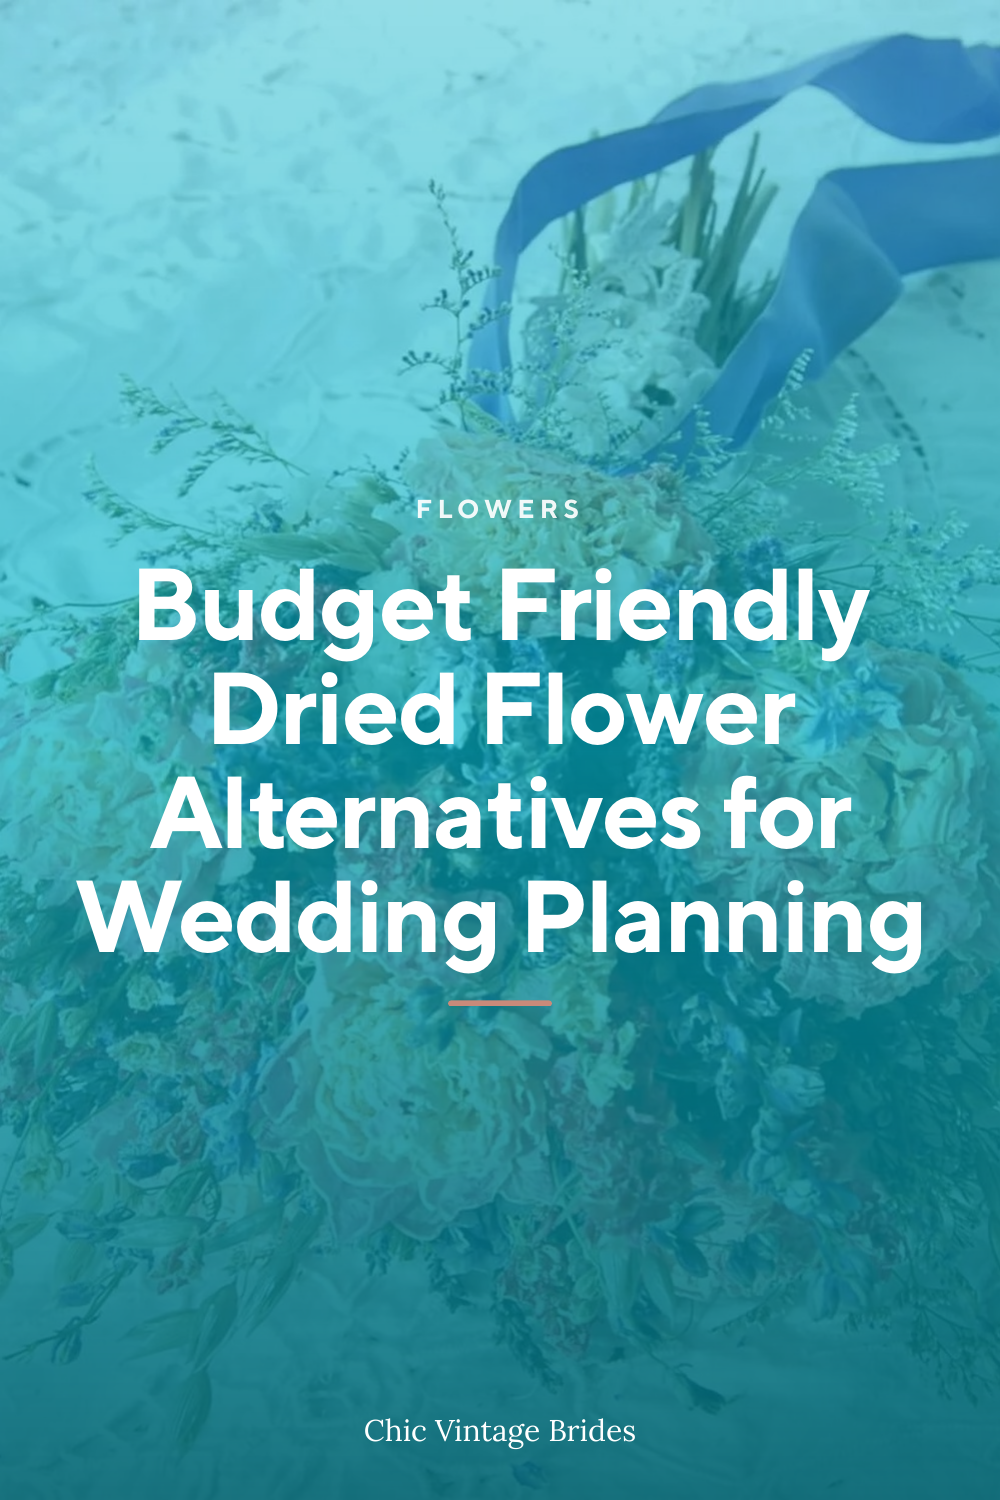 FLOWERS
Budget Friendly
Dried Flower
Alternatives for
Wedding Planning
Chic Vintage Brides